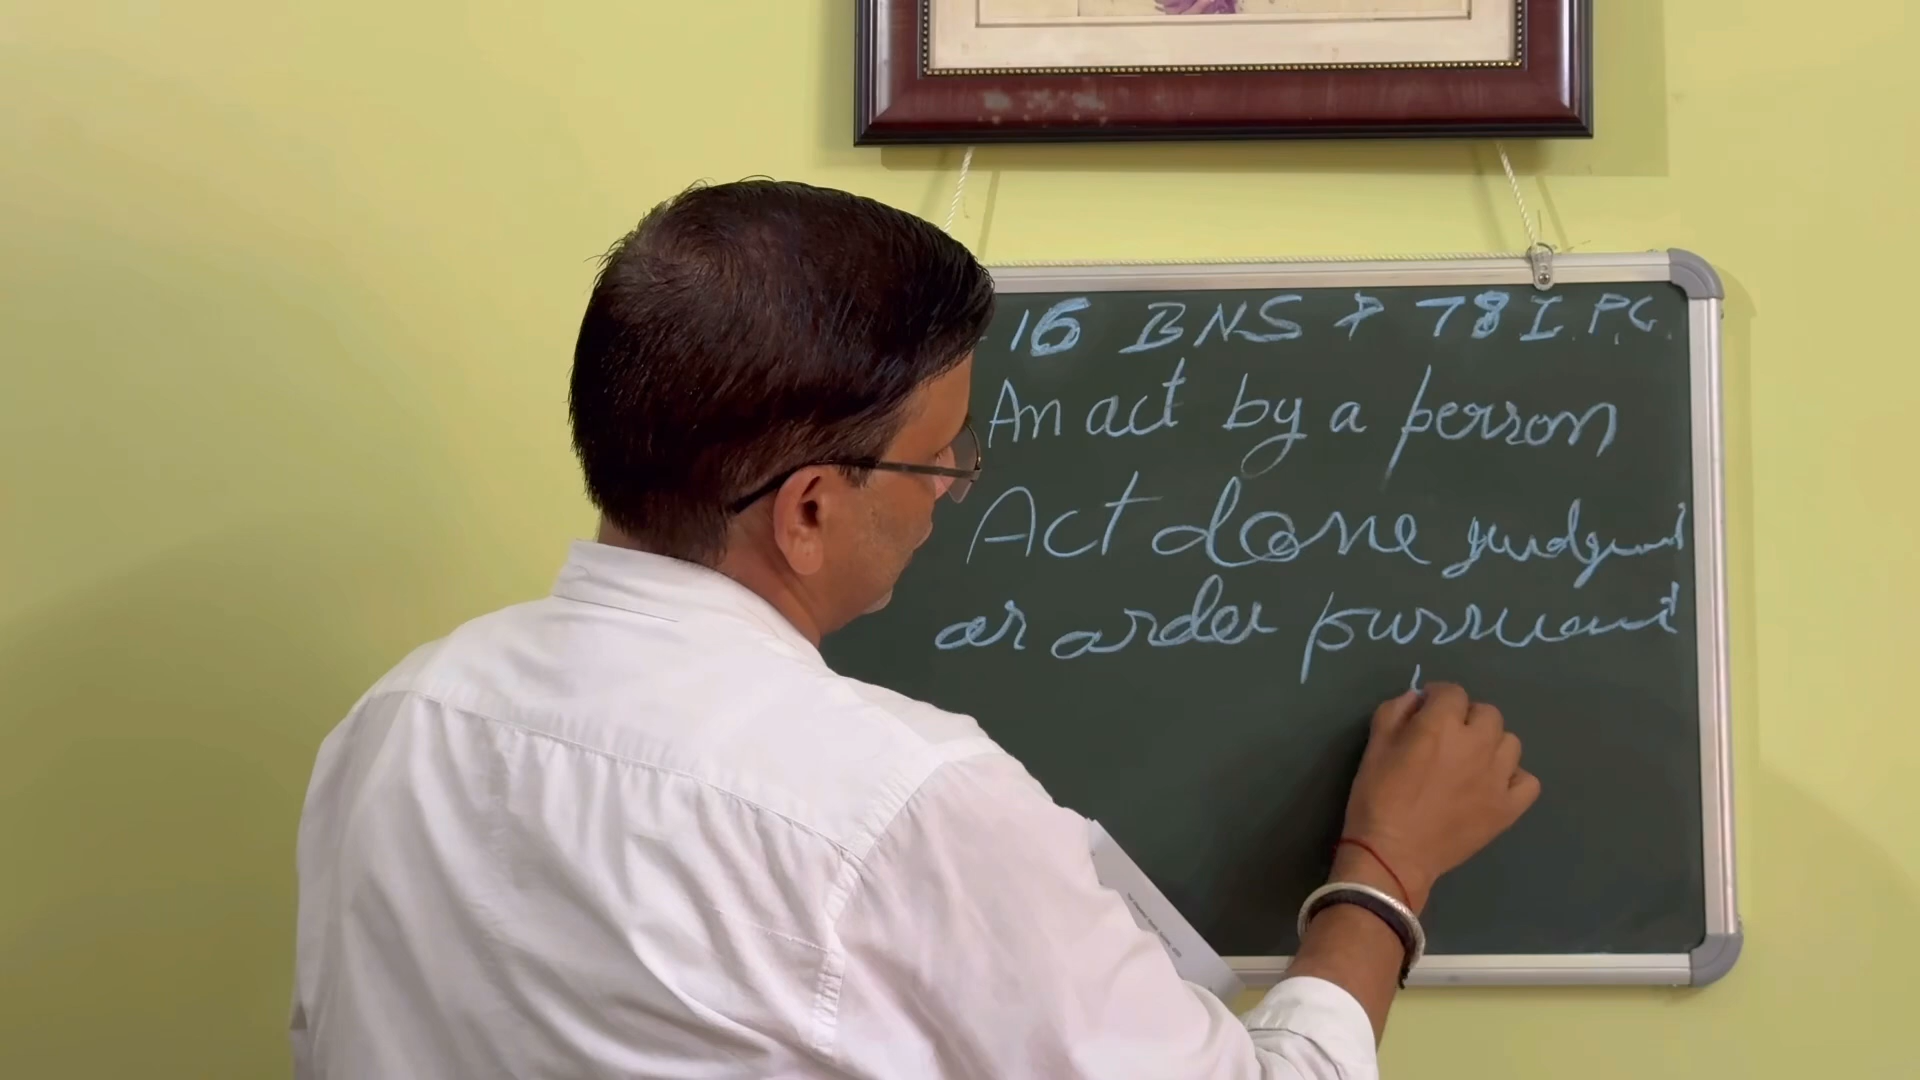 16 BNS 78 I.P.C.
An act by a person
Act done judgment
or order pursuant